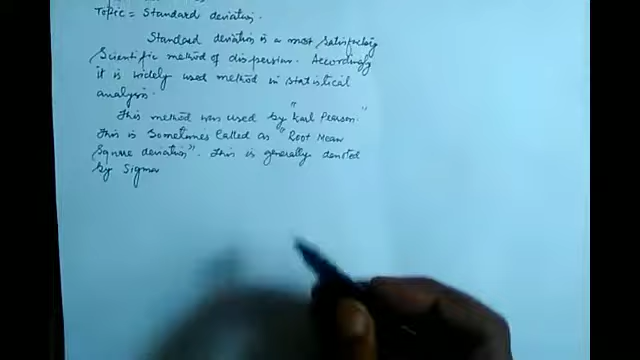 Topic = Standard deviation.
Standard deviation is a most satisfactory
Scientific method of dispersion. Accordingly
it is widely used method in statistical
analysis.
This method was used by "Karl Pearson."
This is Sometimes Called as "Root Mean
Square deviation". This is generally denoted
by Sigma